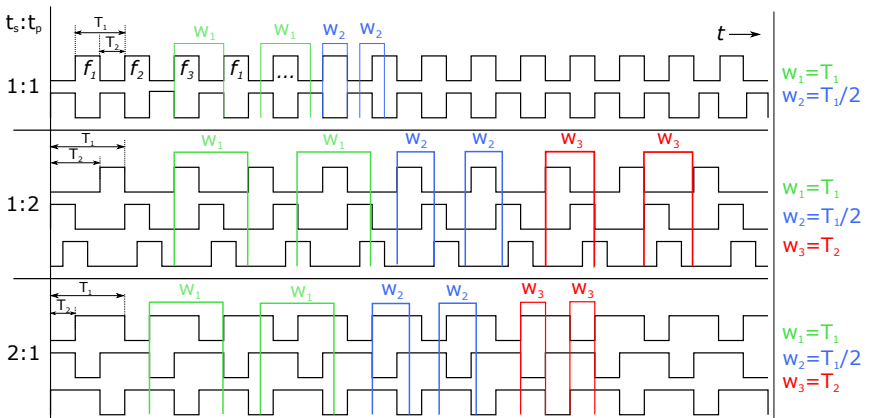 tₛ:tₚ
T₁
T₂
w₁ w₁ w₂ w₂
t
f₁ f₂ f₃ f₁ ...
1:1
w₁=T₁
w₂=T₁/2
T₁
T₂
w₁ w₁ w₂ w₂ w₃ w₃
1:2
w₁=T₁
w₂=T₁/2
w₃=T₂
T₁
T₂
w₁ w₁ w₂ w₂ w₃ w₃
2:1
w₁=T₁
w₂=T₁/2
w₃=T₂